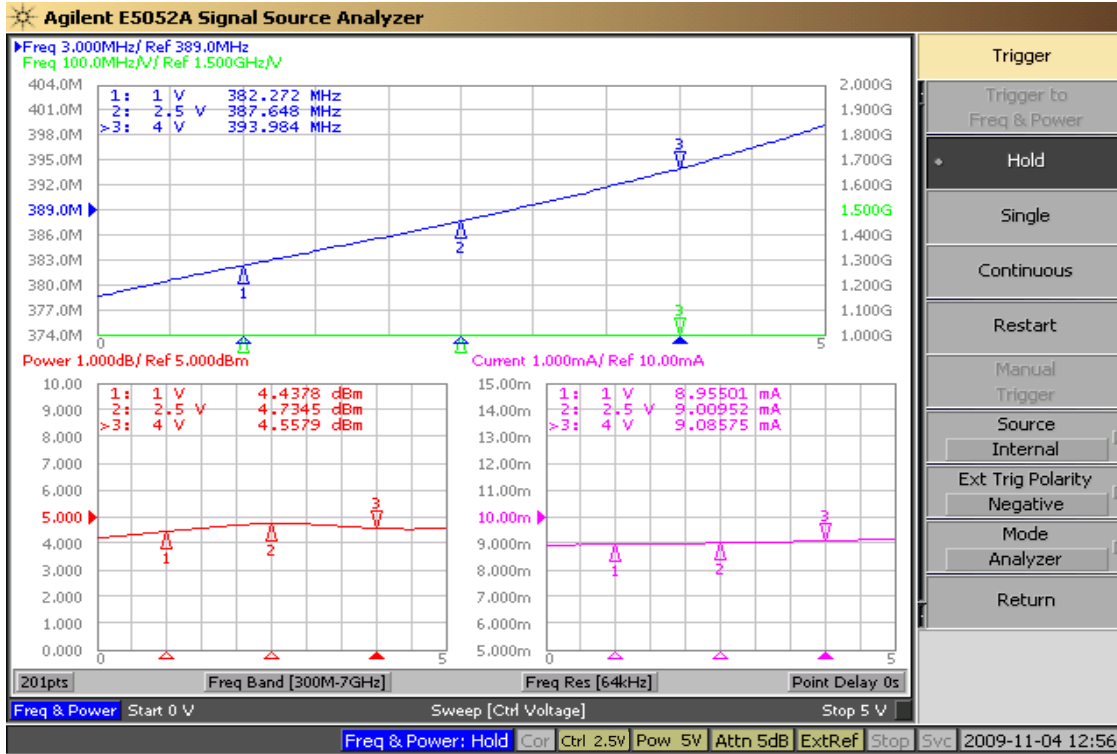 Agilent E5052A Signal Source Analyzer
Freq 3.000MHz/ Ref 389.0MHz
Freq 100.0MHz/V/ Ref 1.500GHz/V
404.0M
401.0M
398.0M
395.0M
392.0M
389.0M
386.0M
383.0M
380.0M
377.0M
374.0M
1: 1 V 382.272 MHz
2: 2.5 V 387.648 MHz
>3: 4 V 393.984 MHz
1
2
3
3
0
5
2.000G
1.900G
1.800G
1.700G
1.600G
1.500G
1.400G
1.300G
1.200G
1.100G
1.000G
Power 1.000dB/ Ref 5.000dBm
10.00
9.000
8.000
7.000
6.000
5.000
4.000
3.000
2.000
1.000
0.000
1: 1 V 4.4378 dBm
2: 2.5 V 4.7345 dBm
>3: 4 V 4.5579 dBm
1
2
3
0
5
Current 1.000mA/ Ref 10.00mA
15.00m
14.00m
13.00m
12.00m
11.00m
10.00m
9.000m
8.000m
7.000m
6.000m
5.000m
1: 1 V 8.95501 mA
2: 2.5 V 9.00952 mA
>3: 4 V 9.08575 mA
1
2
3
0
5
201pts
Freq Band [300M-7GHz]
Freq Res [64kHz]
Point Delay 0s
Freq & Power Start 0 V
Sweep [Ctrl Voltage]
Stop 5 V
Trigger
Trigger to
Freq & Power
Hold
Single
Continuous
Restart
Manual
Trigger
Source
Internal
Ext Trig Polarity
Negative
Mode
Analyzer
Return
Freq & Power: Hold Cor Ctrl 2.5V Pow 5V Attn 5dB ExtRef Stop Svc 2009-11-04 12:56